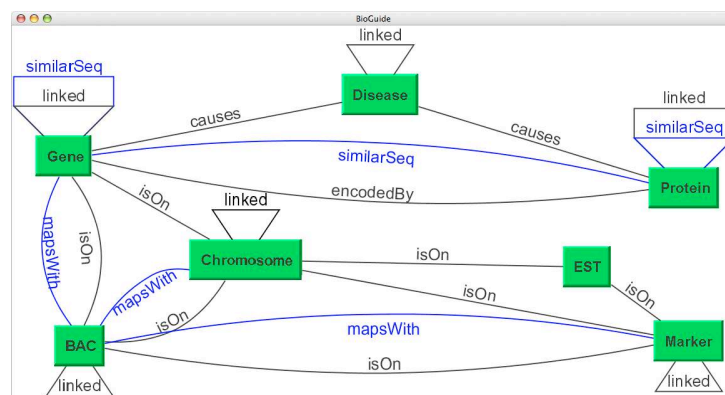 BioGuide
linked
similarSeq
linked
Disease
linked
causes
causes
similarSeq
Gene
similarSeq
Protein
encodedBy
isOn
linked
mapsWith
isOn
Chromosome
isOn
EST
mapsWith
isOn
isOn
isOn
mapsWith
BAC
Marker
isOn
linked
linked